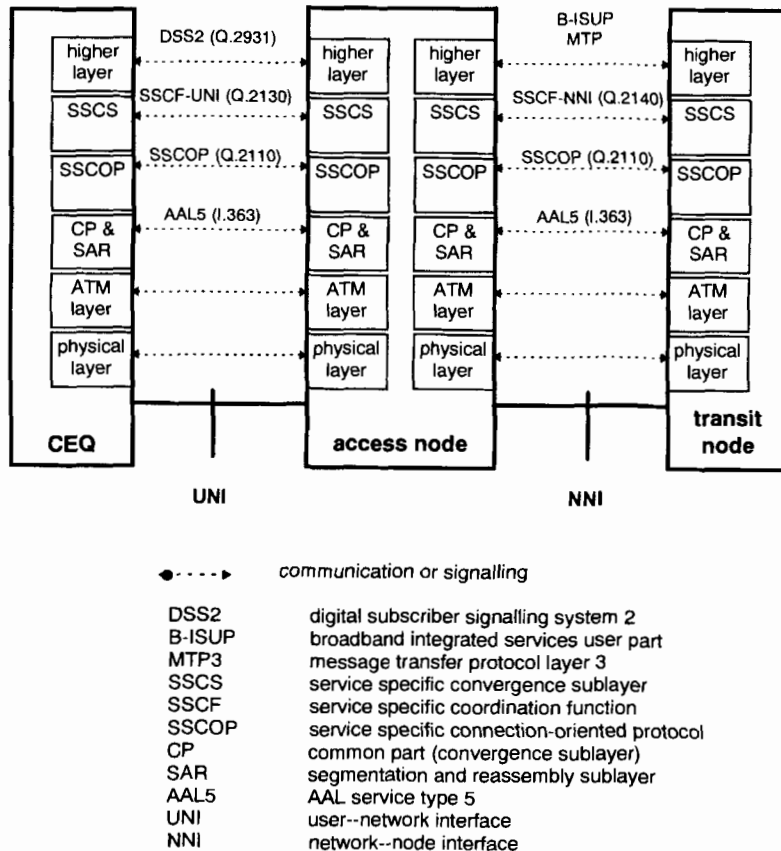 DSS2 (Q.2931)
B-ISUP
MTP
higher
layer
higher
layer
higher
layer
higher
layer
SSCF-UNI (Q.2130)
SSCF-NNI (Q.2140)
SSCS
SSCS
SSCS
SSCS
SSCOP (Q.2110)
SSCOP (Q.2110)
SSCOP
SSCOP
SSCOP
SSCOP
AAL5 (I.363)
AAL5 (I.363)
CP &
SAR
CP &
SAR
CP &
SAR
CP &
SAR
ATM
layer
ATM
layer
ATM
layer
ATM
layer
physical
layer
physical
layer
physical
layer
physical
layer
CEQ
access node
transit
node
UNI
NNI
communication or signalling
DSS2 digital subscriber signalling system 2
B-ISUP broadband integrated services user part
MTP3 message transfer protocol layer 3
SSCS service specific convergence sublayer
SSCF service specific coordination function
SSCOP service specific connection-oriented protocol
CP common part (convergence sublayer)
SAR segmentation and reassembly sublayer
AAL5 AAL service type 5
UNI user--network interface
NNI network--node interface